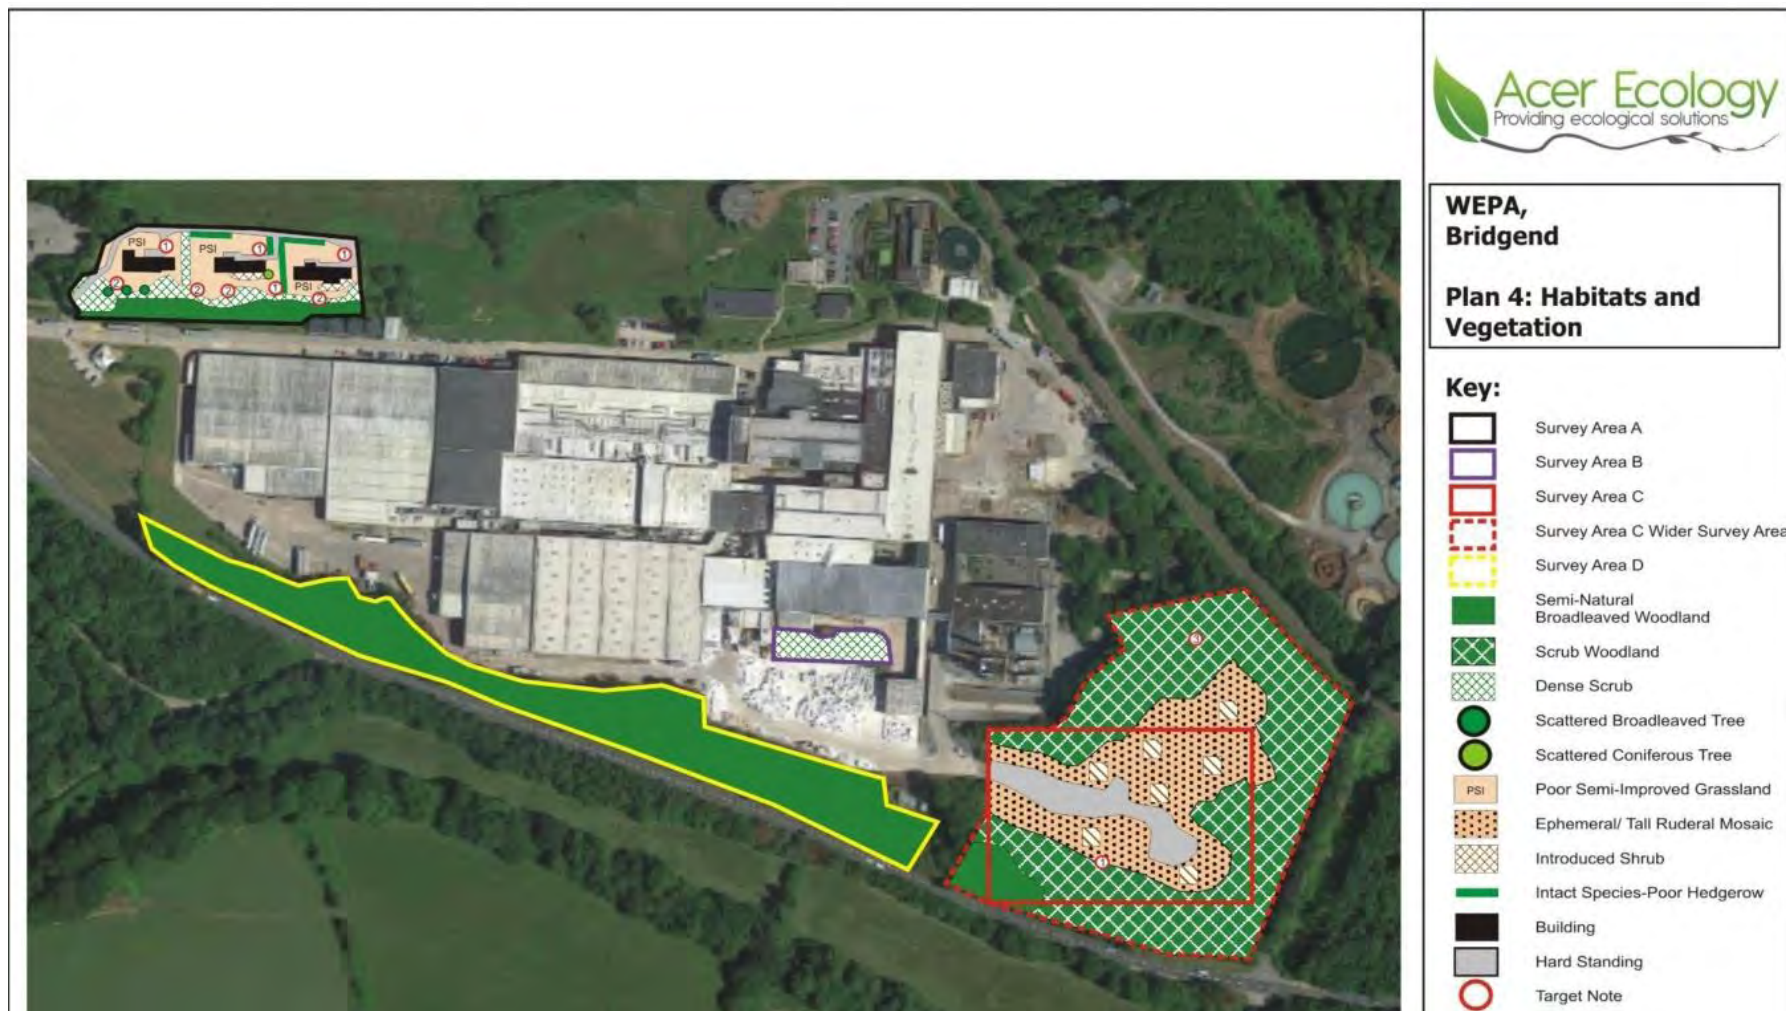 Acer Ecology
Providing ecological solutions
WEPA,
Bridgend
Plan 4: Habitats and
Vegetation
Key:
Survey Area A
Survey Area B
Survey Area C
Survey Area C Wider Survey Area
Survey Area D
Semi-Natural
Broadleaved Woodland
Scrub Woodland
Dense Scrub
Scattered Broadleaved Tree
Scattered Coniferous Tree
PSI Poor Semi-Improved Grassland
Ephemeral/ Tall Ruderal Mosaic
Introduced Shrub
Intact Species-Poor Hedgerow
Building
Hard Standing
Target Note
PSI 1 PSI 1 1
2 2 2 1 PSI 2
3
1